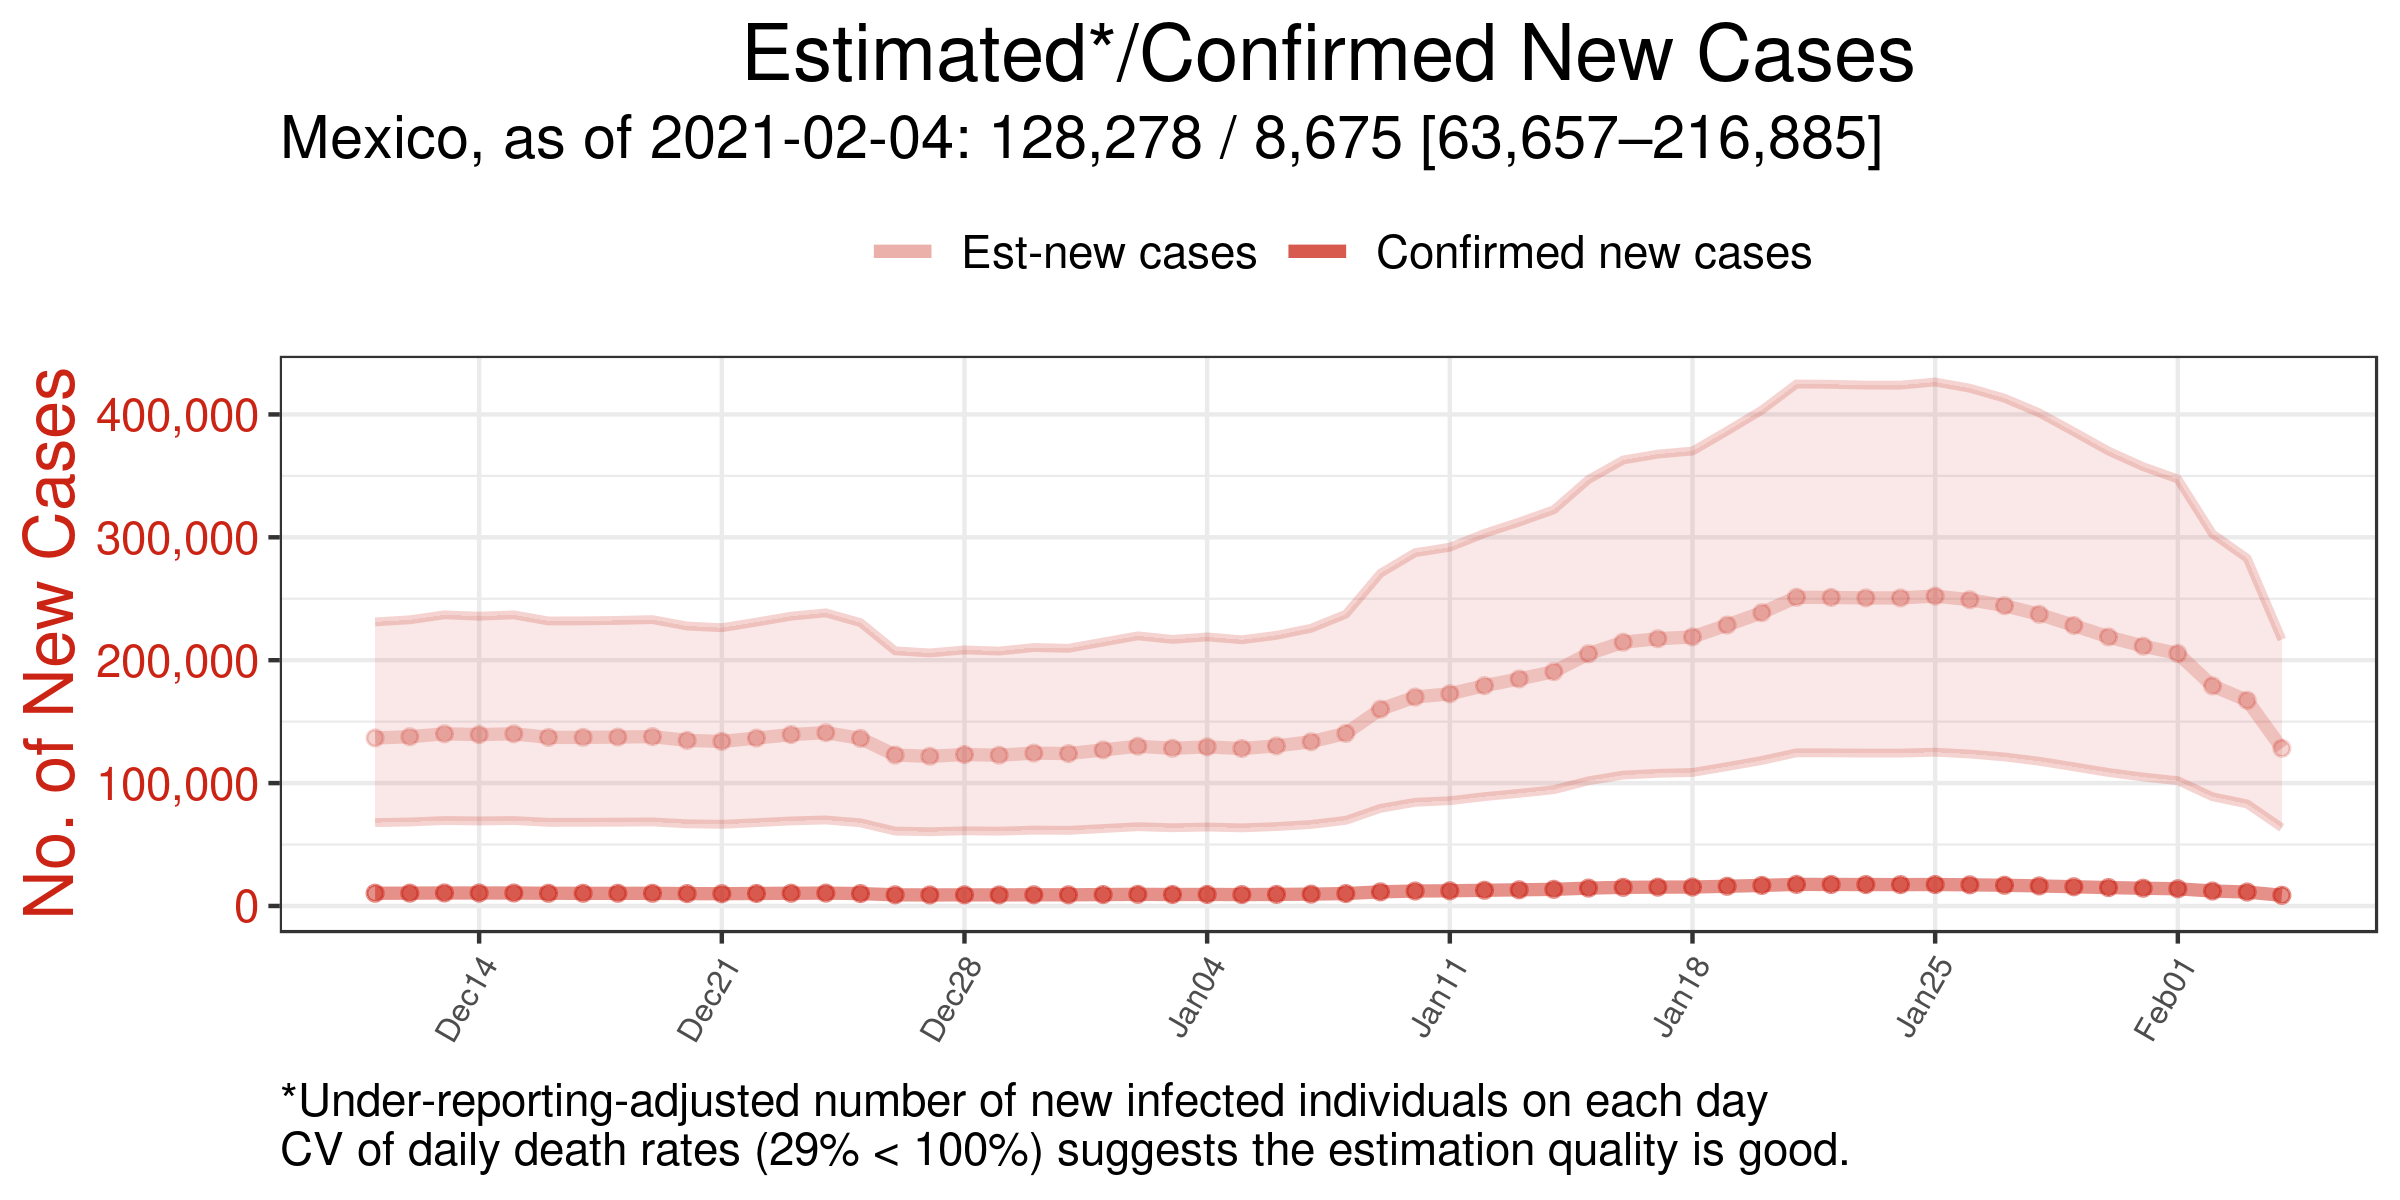 Estimated*/Confirmed New Cases
Mexico, as of 2021-02-04: 128,278 / 8,675 [63,657–216,885]
Est-new cases
Confirmed new cases
No. of New Cases
400,000
300,000
200,000
100,000
0
Dec14
Dec21
Dec28
Jan04
Jan11
Jan18
Jan25
Feb01
*Under-reporting-adjusted number of new infected individuals on each day
CV of daily death rates (29% < 100%) suggests the estimation quality is good.